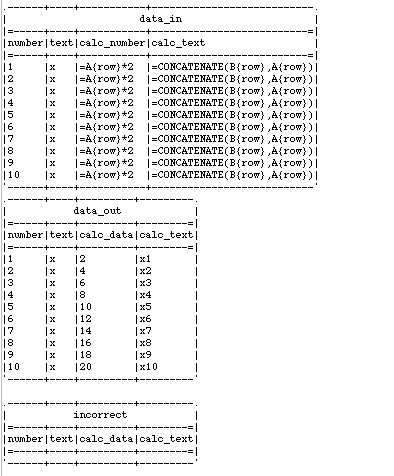 .------+----+-----------+--------------------------.
|                     data_in                      |
|=-----+----+-----------+-------------------------=|
|number|text|calc_number|calc_text                 |
|=-----+----+-----------+-------------------------=|
|1     |x   |=A{row}*2  |=CONCATENATE(B{row},A{row})|
|2     |x   |=A{row}*2  |=CONCATENATE(B{row},A{row})|
|3     |x   |=A{row}*2  |=CONCATENATE(B{row},A{row})|
|4     |x   |=A{row}*2  |=CONCATENATE(B{row},A{row})|
|5     |x   |=A{row}*2  |=CONCATENATE(B{row},A{row})|
|6     |x   |=A{row}*2  |=CONCATENATE(B{row},A{row})|
|7     |x   |=A{row}*2  |=CONCATENATE(B{row},A{row})|
|8     |x   |=A{row}*2  |=CONCATENATE(B{row},A{row})|
|9     |x   |=A{row}*2  |=CONCATENATE(B{row},A{row})|
|10    |x   |=A{row}*2  |=CONCATENATE(B{row},A{row})|
'------+----+-----------+--------------------------'
.------+----+---------+---------.
|           data_out            |
|=-----+----+---------+--------=|
|number|text|calc_data|calc_text|
|=-----+----+---------+--------=|
|1     |x   |2        |x1       |
|2     |x   |4        |x2       |
|3     |x   |6        |x3       |
|4     |x   |8        |x4       |
|5     |x   |10       |x5       |
|6     |x   |12       |x6       |
|7     |x   |14       |x7       |
|8     |x   |16       |x8       |
|9     |x   |18       |x9       |
|10    |x   |20       |x10      |
'------+----+---------+---------'
.------+----+---------+---------.
|           incorrect           |
|=-----+----+---------+--------=|
|number|text|calc_data|calc_text|
|=-----+----+---------+--------=|
'------+----+---------+---------'